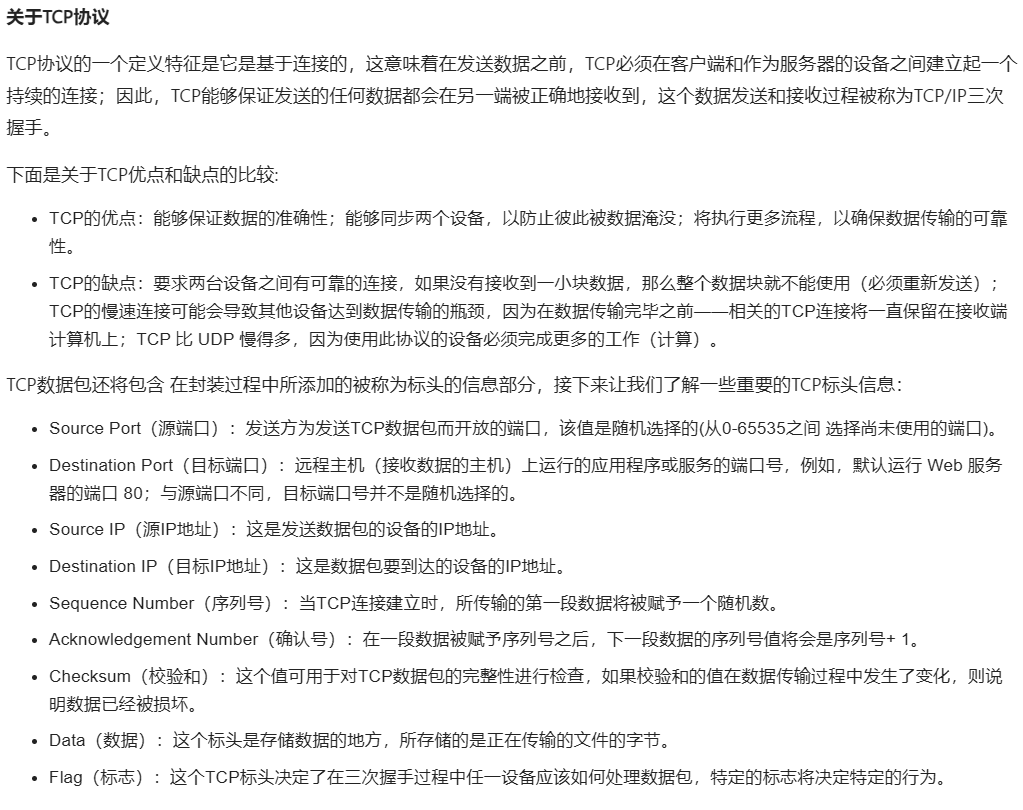 关于TCP协议
TCP协议的一个定义特征是它是基于连接的，这意味着在发送数据之前，TCP必须在客户端和作为服务器的设备之间建立起一个
持续的连接；因此，TCP能够保证发送的任何数据都会在另一端被正确地接收到，这个数据发送和接收过程被称为TCP/IP三次
握手。
下面是关于TCP优点和缺点的比较:
• TCP的优点：能够保证数据的准确性；能够同步两个设备，以防止彼此被数据淹没；将执行更多流程，以确保数据传输的可靠
性。
• TCP的缺点：要求两台设备之间有可靠的连接，如果没有接收到一小块数据，那么整个数据块就不能使用（必须重新发送）；
TCP的慢速连接可能会导致其他设备达到数据传输的瓶颈，因为在数据传输完毕之前——相关的TCP连接将一直保留在接收端
计算机上；TCP 比 UDP 慢得多，因为使用此协议的设备必须完成更多的工作（计算）。
TCP数据包还将包含 在封装过程中所添加的被称为标头的信息部分，接下来让我们了解一些重要的TCP标头信息：
• Source Port（源端口）：发送方为发送TCP数据包而开放的端口，该值是随机选择的(从0-65535之间 选择尚未使用的端口)。
• Destination Port（目标端口）：远程主机（接收数据的主机）上运行的应用程序或服务的端口号，例如，默认运行 Web 服务
器的端口 80；与源端口不同，目标端口号并不是随机选择的。
• Source IP（源IP地址）：这是发送数据包的设备的IP地址。
• Destination IP（目标IP地址）：这是数据包要到达的设备的IP地址。
• Sequence Number（序列号）：当TCP连接建立时，所传输的第一段数据将被赋予一个随机数。
• Acknowledgement Number（确认号）：在一段数据被赋予序列号之后，下一段数据的序列号值将会是序列号+ 1。
• Checksum（校验和）：这个值可用于对TCP数据包的完整性进行检查，如果校验和的值在数据传输过程中发生了变化，则说
明数据已经被损坏。
• Data（数据）：这个标头是存储数据的地方，所存储的是正在传输的文件的字节。
• Flag（标志）：这个TCP标头决定了在三次握手过程中任一设备应该如何处理数据包，特定的标志将决定特定的行为。